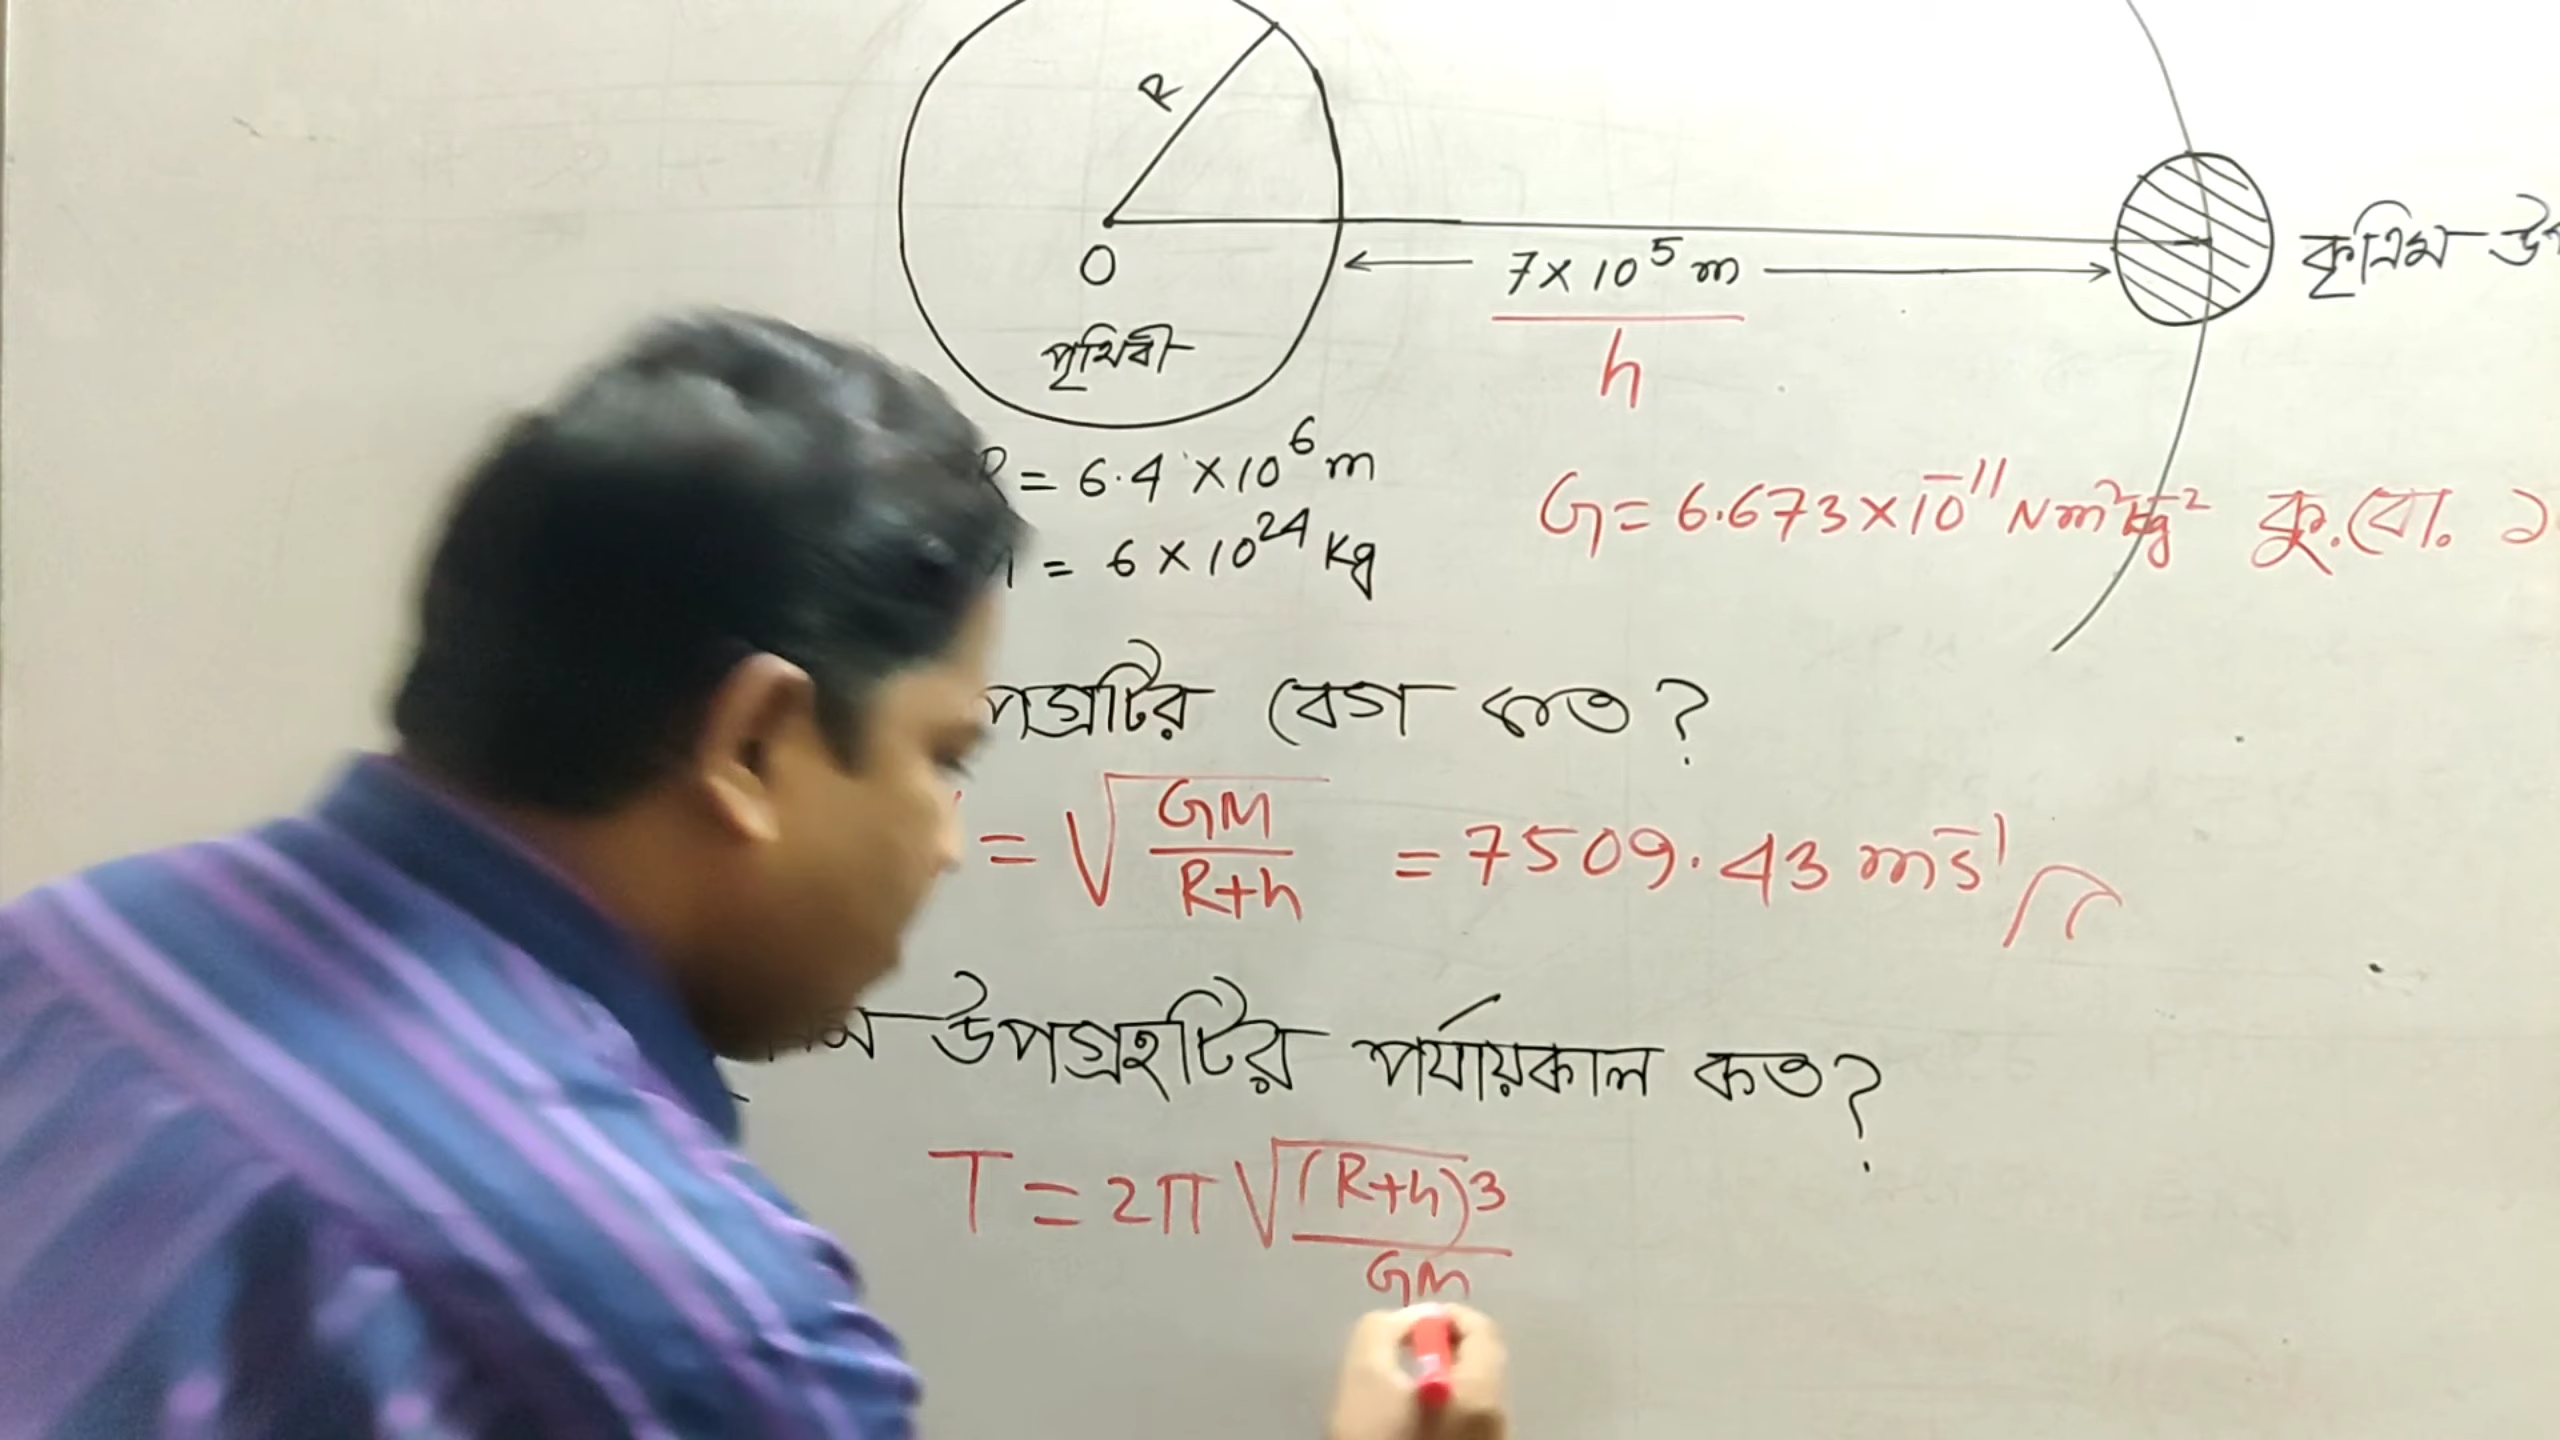 R
O
7 × 10⁵ m
h
পৃথিবী
কৃত্রিম
R = 6.4 × 10⁶ m
= 6 × 10²⁴ kg
G = 6.673 × 10⁻¹¹ Nm²kg⁻² কু.বো. ১
বেগ কত?
= √(GM/(R+h)) = 7509.43 ms⁻¹
উপগ্রহটির পর্যায়কাল কত?
T = 2π √((R+h)³/GM)